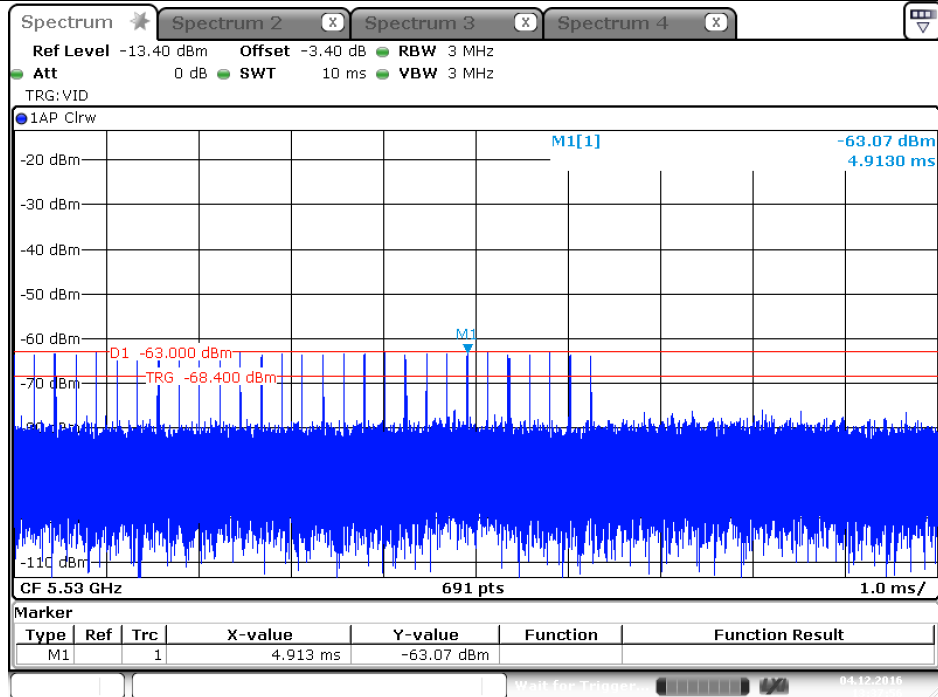 Spectrum Spectrum 2 X Spectrum 3 X Spectrum 4 X
Ref Level -13.40 dBm Offset -3.40 dB RBW 3 MHz
Att 0 dB SWT 10 ms VBW 3 MHz
TRG:VID
1AP Clrw
M1[1] -63.07 dBm
4.9130 ms
-20 dBm
-30 dBm
-40 dBm
-50 dBm
-60 dBm
M1
D1 -63.000 dBm
TRG -68.400 dBm
-70 dBm
-110 dBm
CF 5.53 GHz 691 pts 1.0 ms/
Marker
Type Ref Trc X-value Y-value Function Function Result
M1 1 4.913 ms -63.07 dBm
Wait for Trigger... 04.12.2016